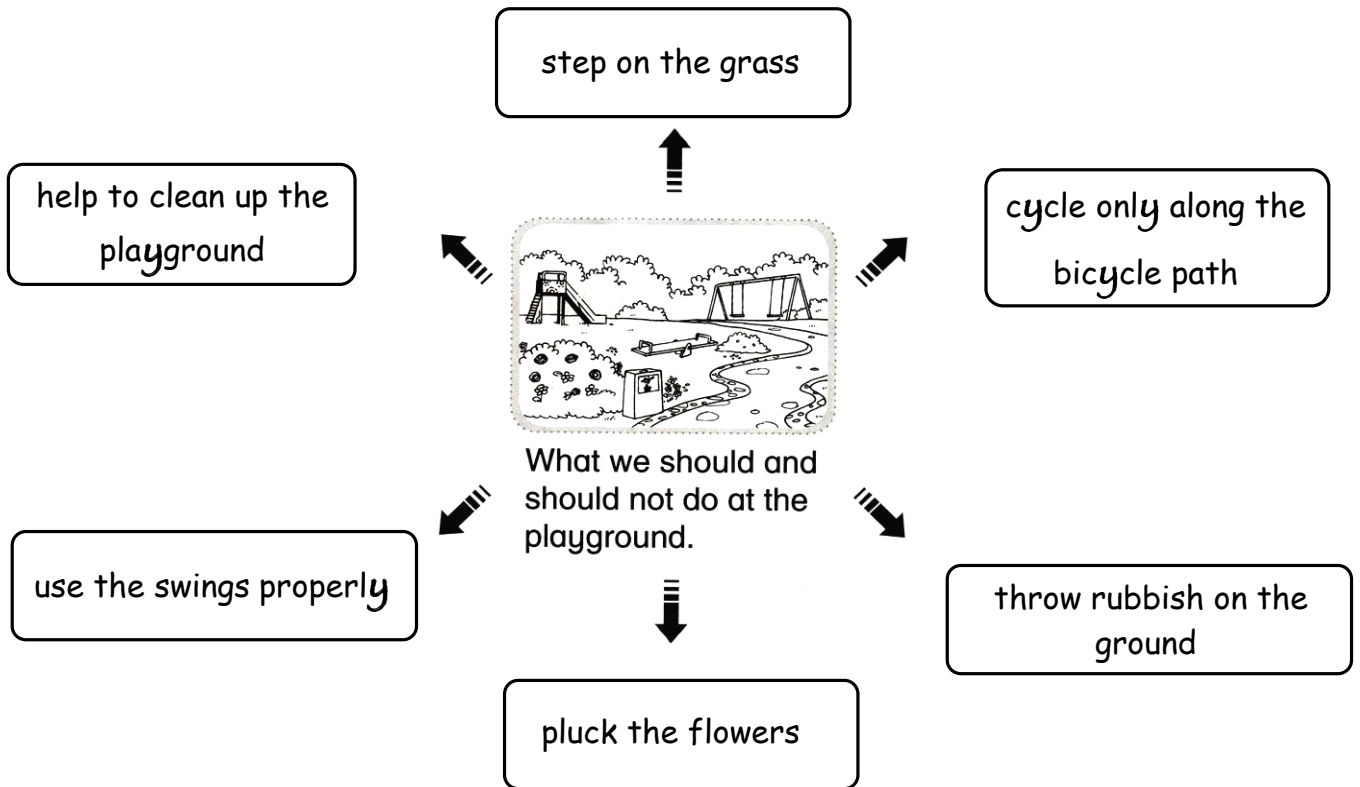 step on the grass
help to clean up the
playground
cycle only along the
bicycle path
What we should and
should not do at the
playground.
use the swings properly
throw rubbish on the
ground
pluck the flowers